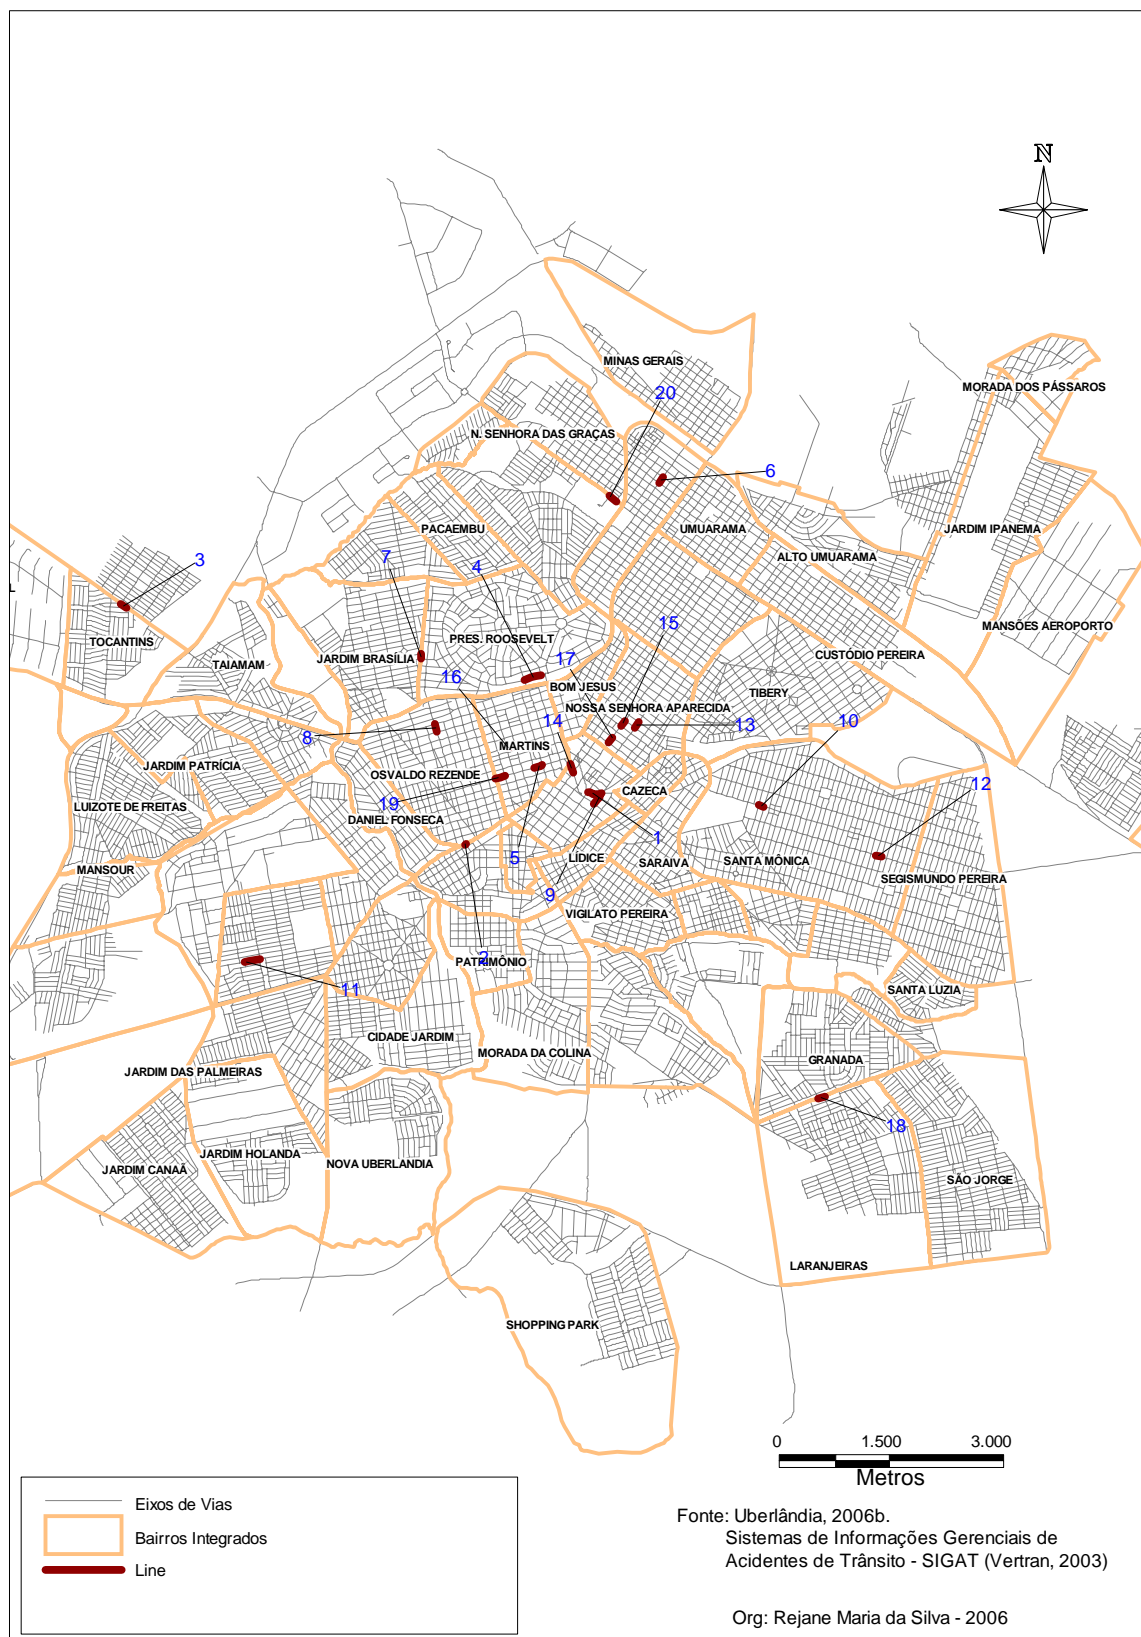 N
MINAS GERAIS
MORADA DOS PÁSSAROS
20
N. SENHORA DAS GRAÇAS
6
PACAEMBU
UMUARAMA
JARDIM IPANEMA
ALTO UMUARAMA
7
3
4
L
TOCANTINS
PRES. ROOSEVELT
15
MANSÕES AEROPORTO
JARDIM BRASÍLIA
TAIAMAM
17
CUSTÓDIO PEREIRA
16
BOM JESUS
TIBERY
NOSSA SENHORA APARECIDA
10
13
14
8
MARTINS
JARDIM PATRÍCIA
OSVALDO REZENDE
12
CAZECA
19
LUIZOTE DE FREITAS
DANIEL FONSECA
1
5
LÍDICE
SARAIVA
SANTA MÔNICA
MANSOUR
SEGISMUNDO PEREIRA
9
VIGILATO PEREIRA
2
PATRIMÔNIO
11
SANTA LUZIA
CIDADE JARDIM
MORADA DA COLINA
GRANADA
JARDIM DAS PALMEIRAS
18
JARDIM HOLANDA
NOVA UBERLANDIA
JARDIM CANAÃ
SÃO JORGE
LARANJEIRAS
SHOPPING PARK
0 1.500 3.000
Metros
Eixos de Vias
Bairros Integrados
Line
Fonte: Uberlândia, 2006b.
Sistemas de Informações Gerenciais de
Acidentes de Trânsito - SIGAT (Vertran, 2003)
Org: Rejane Maria da Silva - 2006